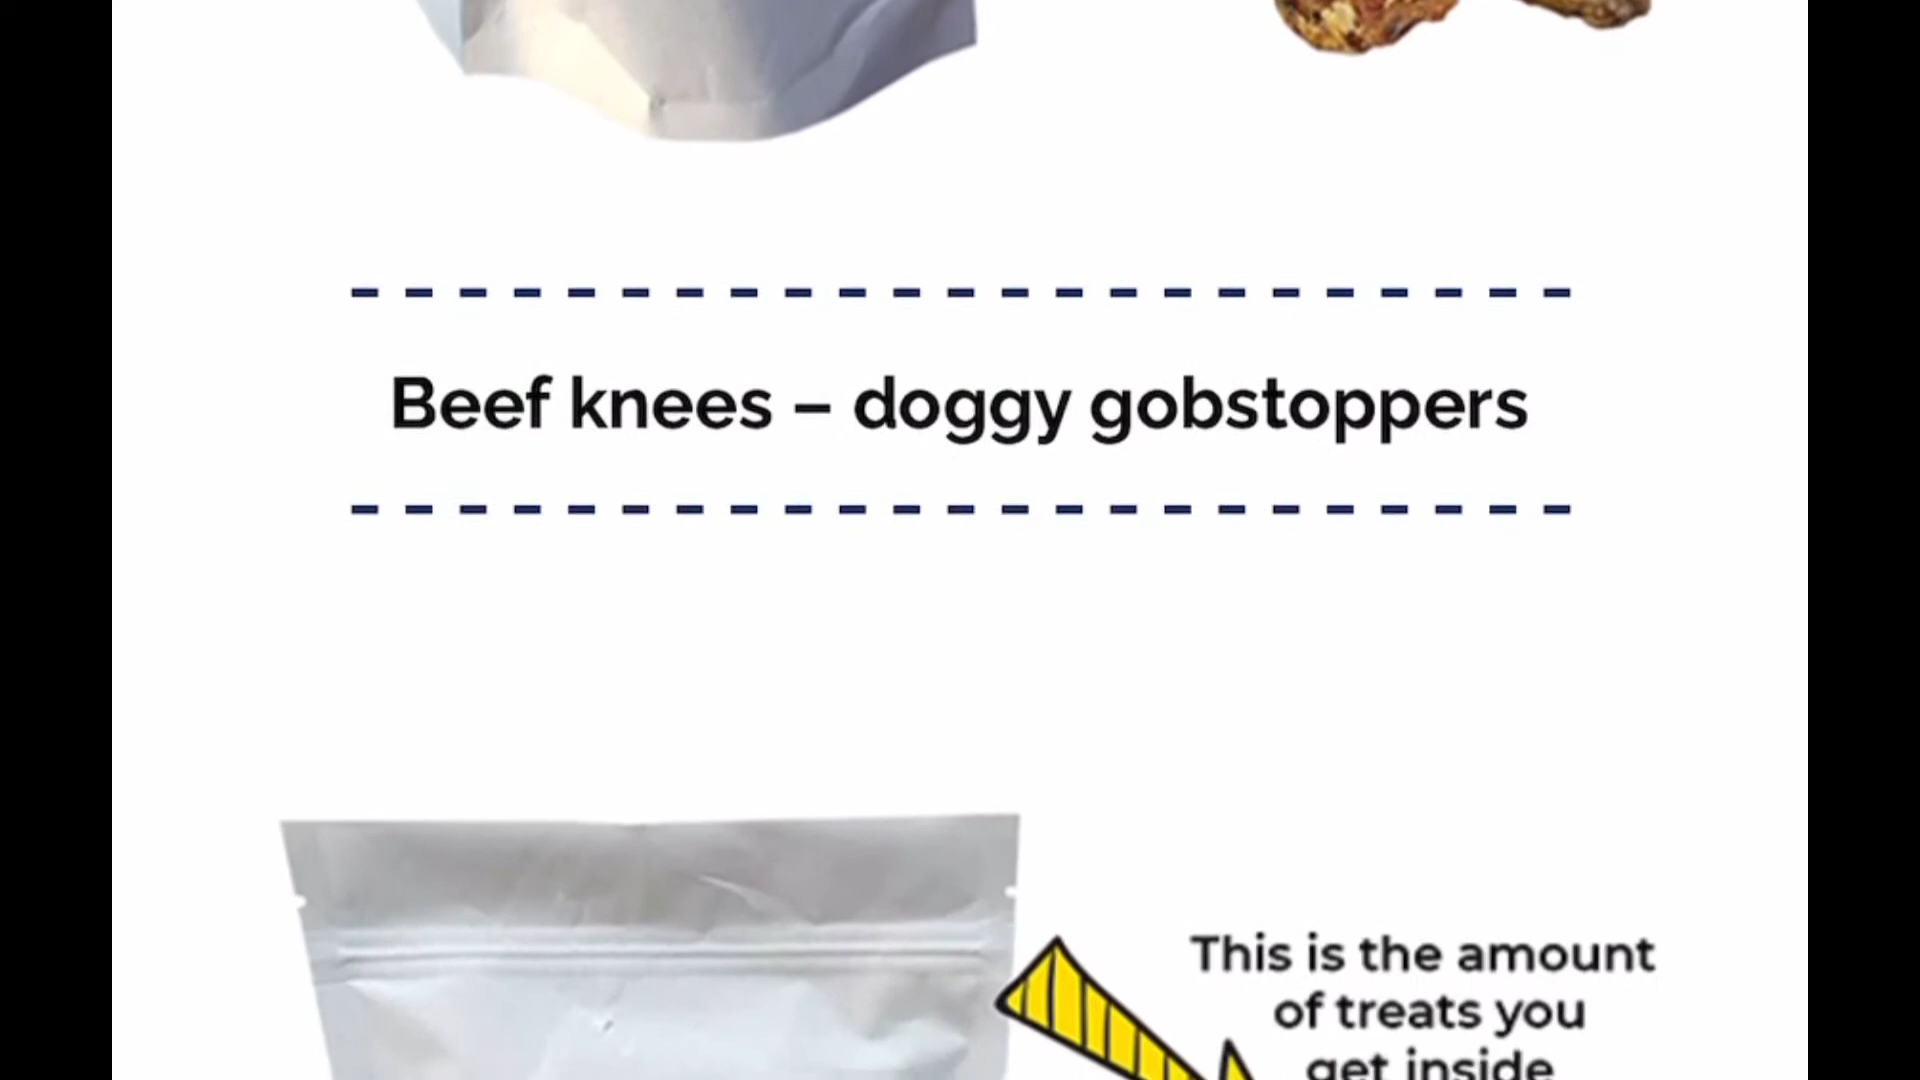 Beef knees – doggy gobstoppers
This is the amount
of treats you
get inside